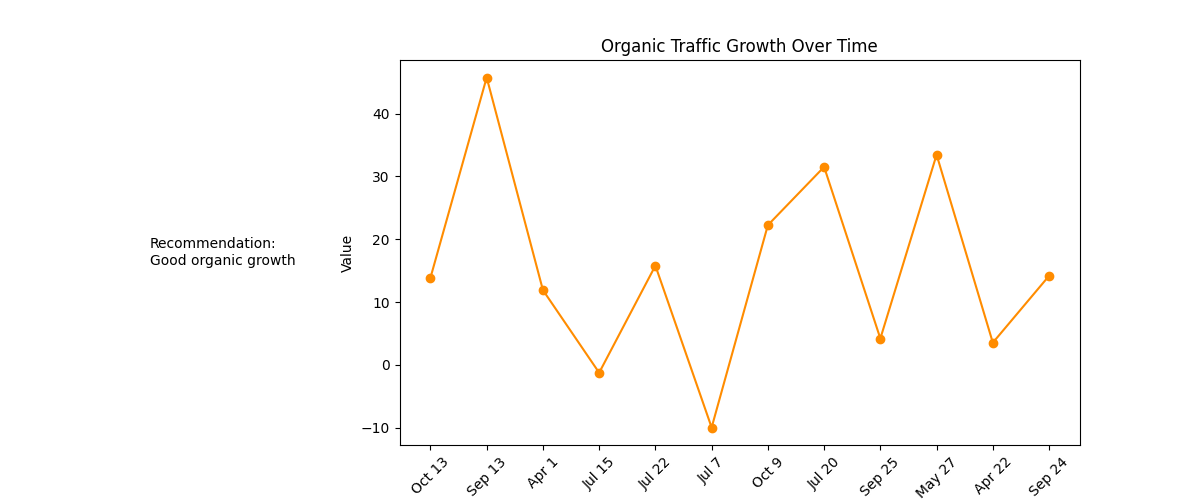 Organic Traffic Growth Over Time
Recommendation:
Good organic growth
Value
40
30
20
10
0
−10
Oct 13
Sep 13
Apr 1
Jul 15
Jul 22
Jul 7
Oct 9
Jul 20
Sep 25
May 27
Apr 22
Sep 24